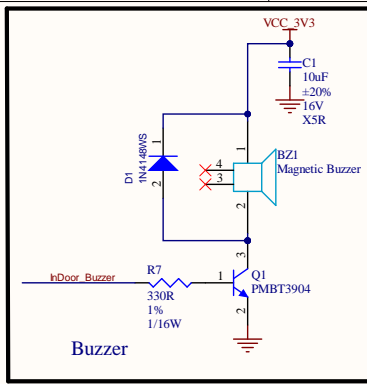 VCC_3V3
C1
10uF
±20%
16V
X5R
1
D1
1N4148WS
2
1
4
3
BZ1
Magnetic Buzzer
2
3
InDoor_Buzzer
R7
330R
1%
1/16W
1
Q1
PMBT3904
2
Buzzer